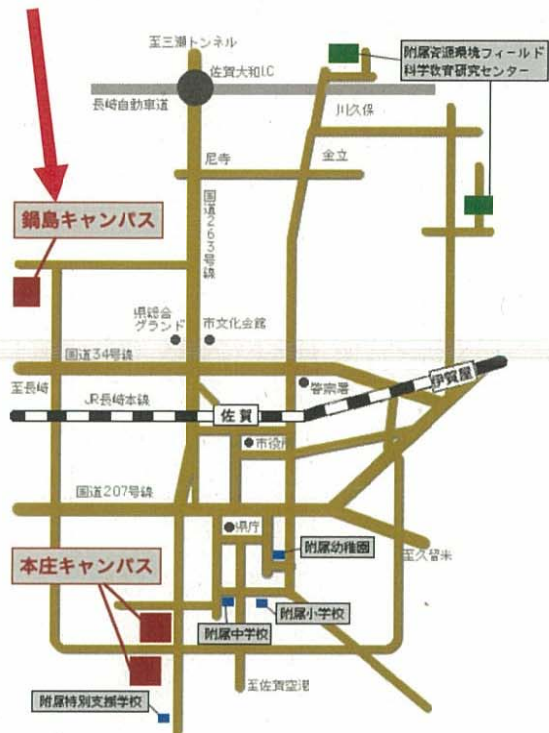 至三瀬トンネル
佐賀大和I.C
長崎自動車道
附属資源環境フィールド
科学教育研究センター
川久保
尼寺
金立
国道263号線
鍋島キャンパス
県総合
グランド
市文化会館
国道34号線
至長崎
JR長崎本線
警察署
伊賀屋
佐賀
市役所
国道207号線
県庁
附属幼稚園
至久留米
本庄キャンパス
附属小学校
附属中学校
至佐賀空港
附属特別支援学校